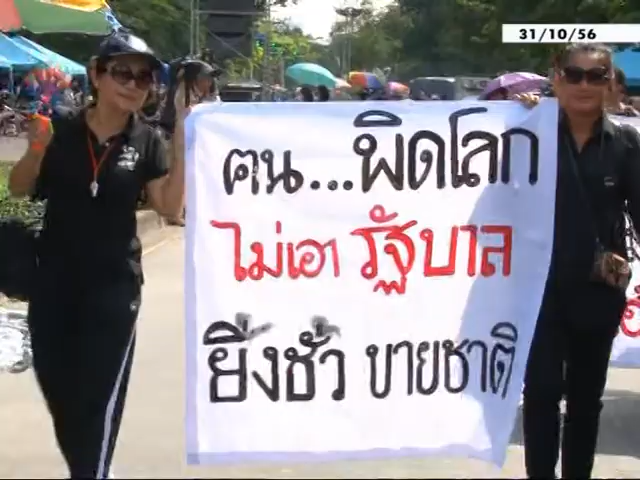 31/10/56
ฅน...ผิดโลก
ไม่เอา รัฐบาล
ยิ่งชั่ว ขายชาติ